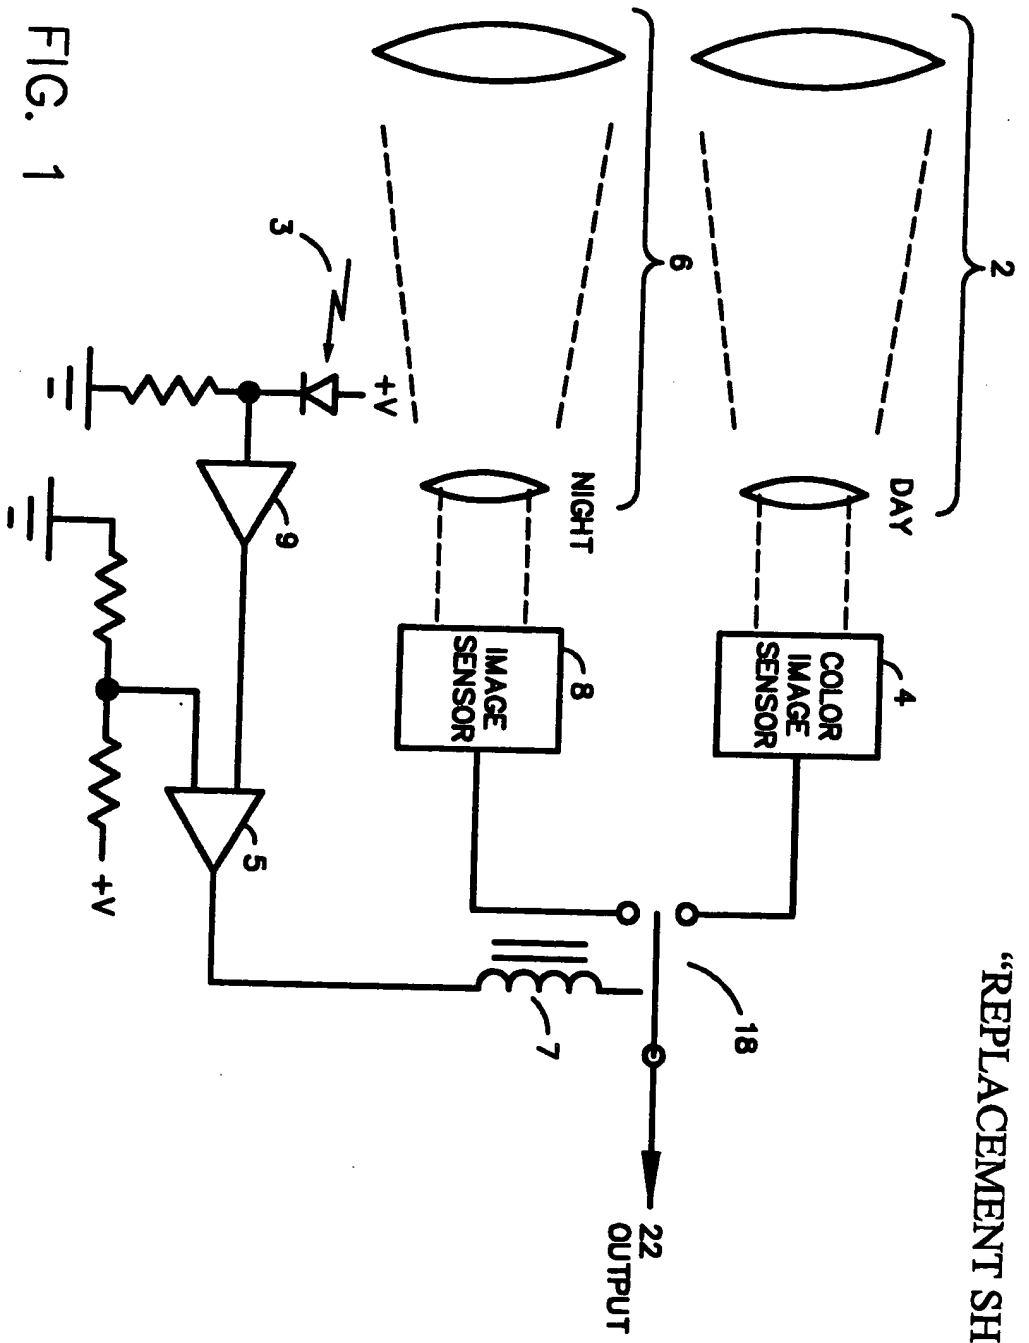 "REPLACEMENT SH
2
DAY
4
COLOR
IMAGE
SENSOR
18
22
OUTPUT
6
NIGHT
8
IMAGE
SENSOR
7
3
+V
9
5
+V
FIG. 1